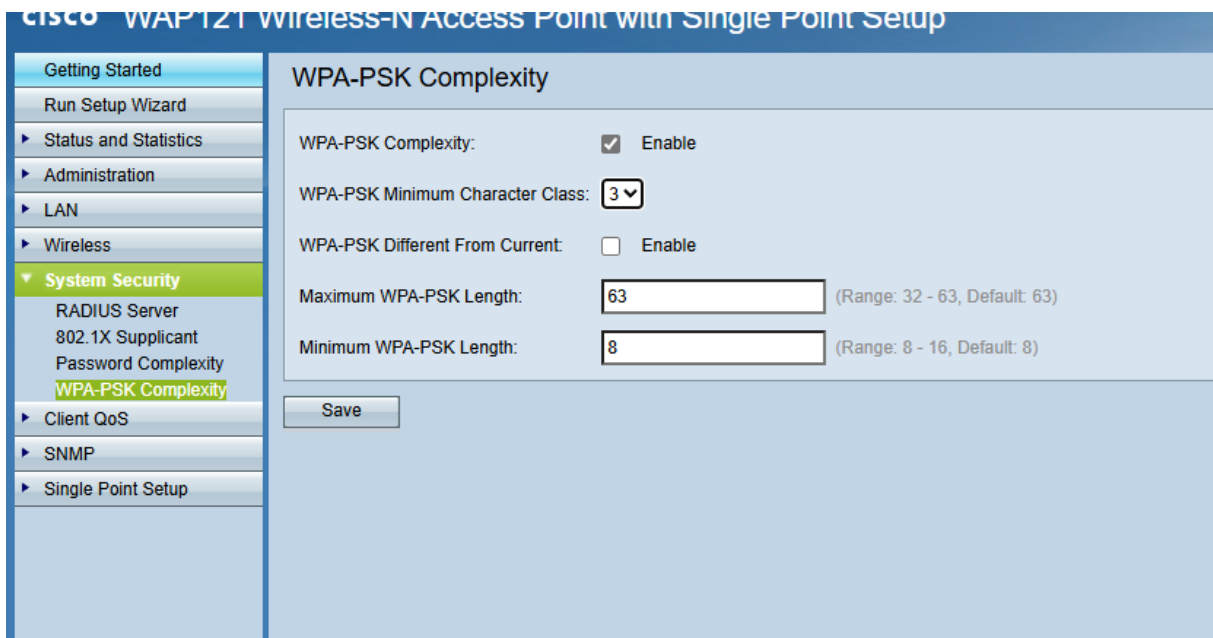 cisco WAP121 Wireless-N Access Point with Single Point Setup
Getting Started
Run Setup Wizard
Status and Statistics
Administration
LAN
Wireless
System Security
RADIUS Server
802.1X Supplicant
Password Complexity
WPA-PSK Complexity
Client QoS
SNMP
Single Point Setup
WPA-PSK Complexity
WPA-PSK Complexity: Enable
WPA-PSK Minimum Character Class: 3
WPA-PSK Different From Current: Enable
Maximum WPA-PSK Length: 63 (Range: 32 - 63, Default: 63)
Minimum WPA-PSK Length: 8 (Range: 8 - 16, Default: 8)
Save